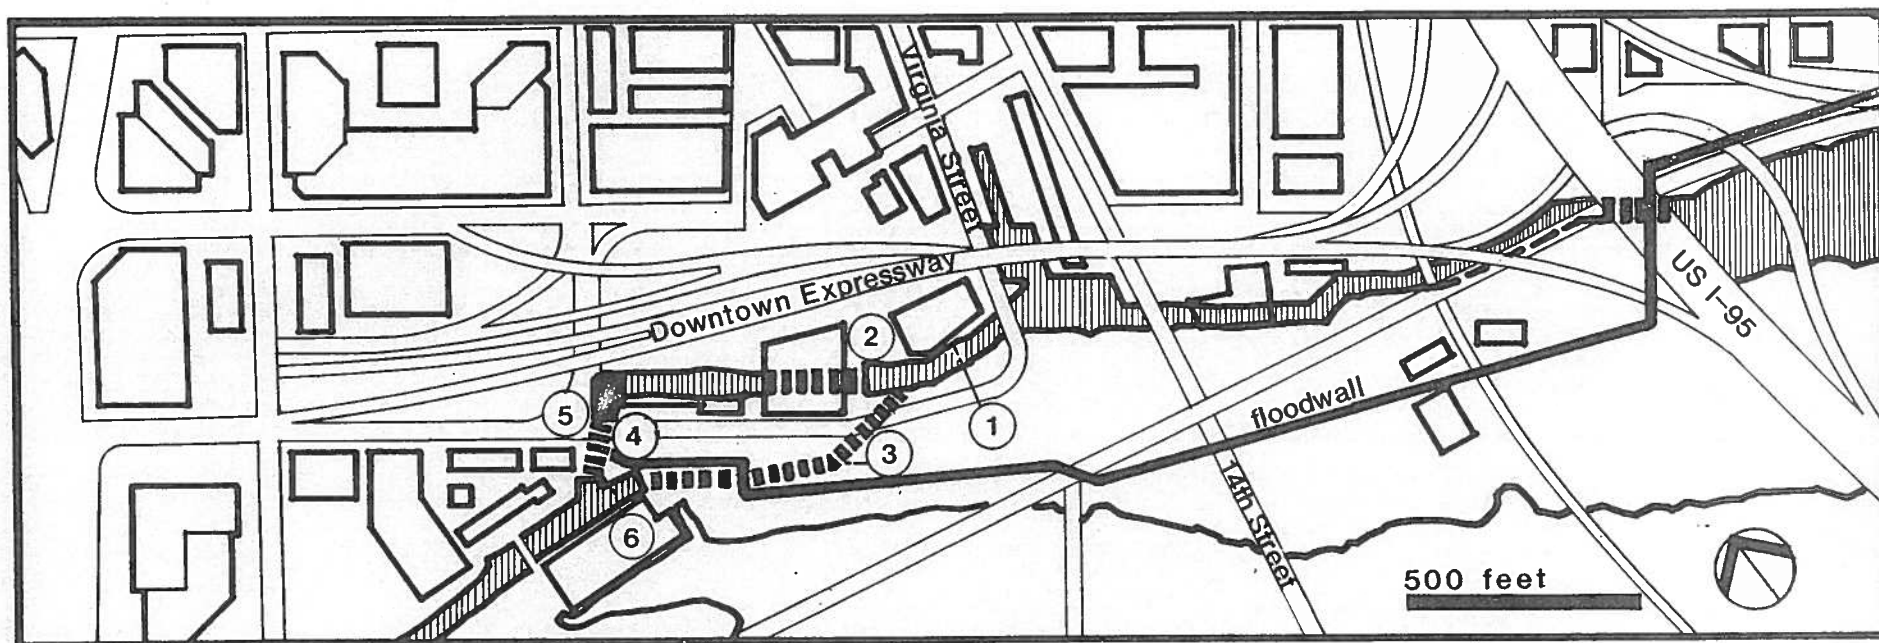 Virginia Street
Downtown Expressway
US I-95
2
5
4
1
3
floodwall
14th Street
6
500 feet